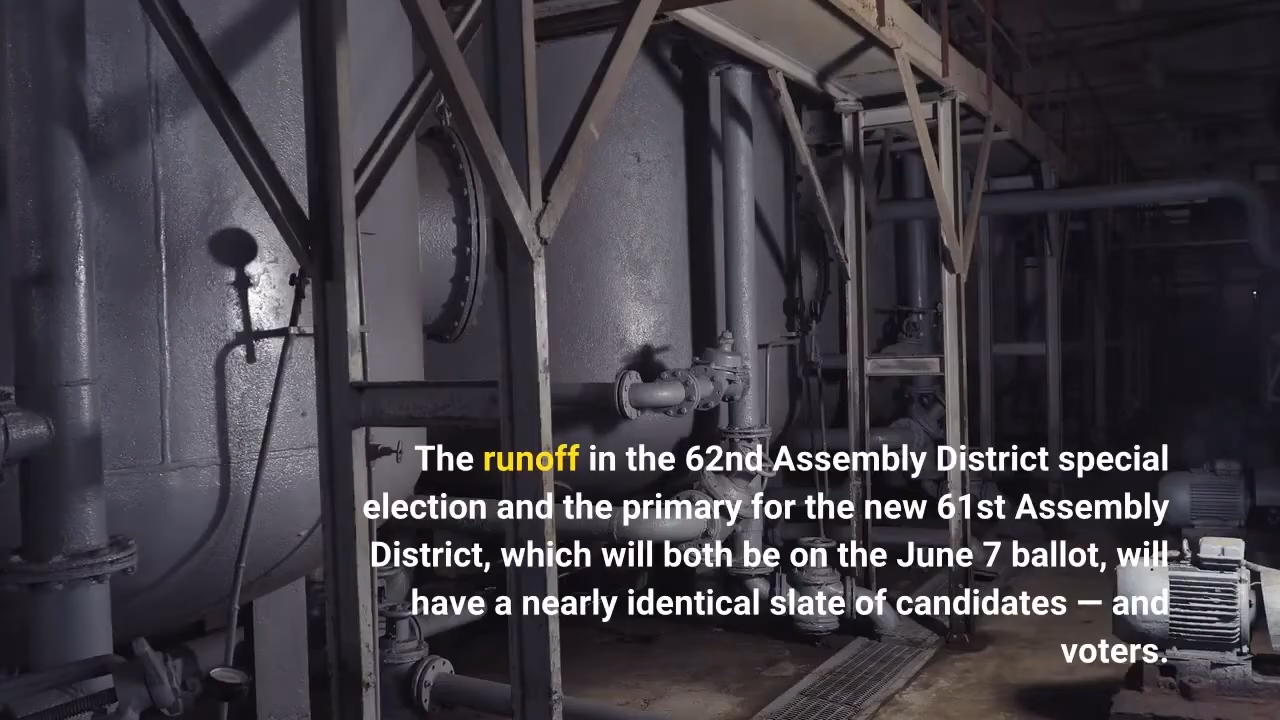 The runoff in the 62nd Assembly District special
election and the primary for the new 61st Assembly
District, which will both be on the June 7 ballot, will
have a nearly identical slate of candidates — and
voters.